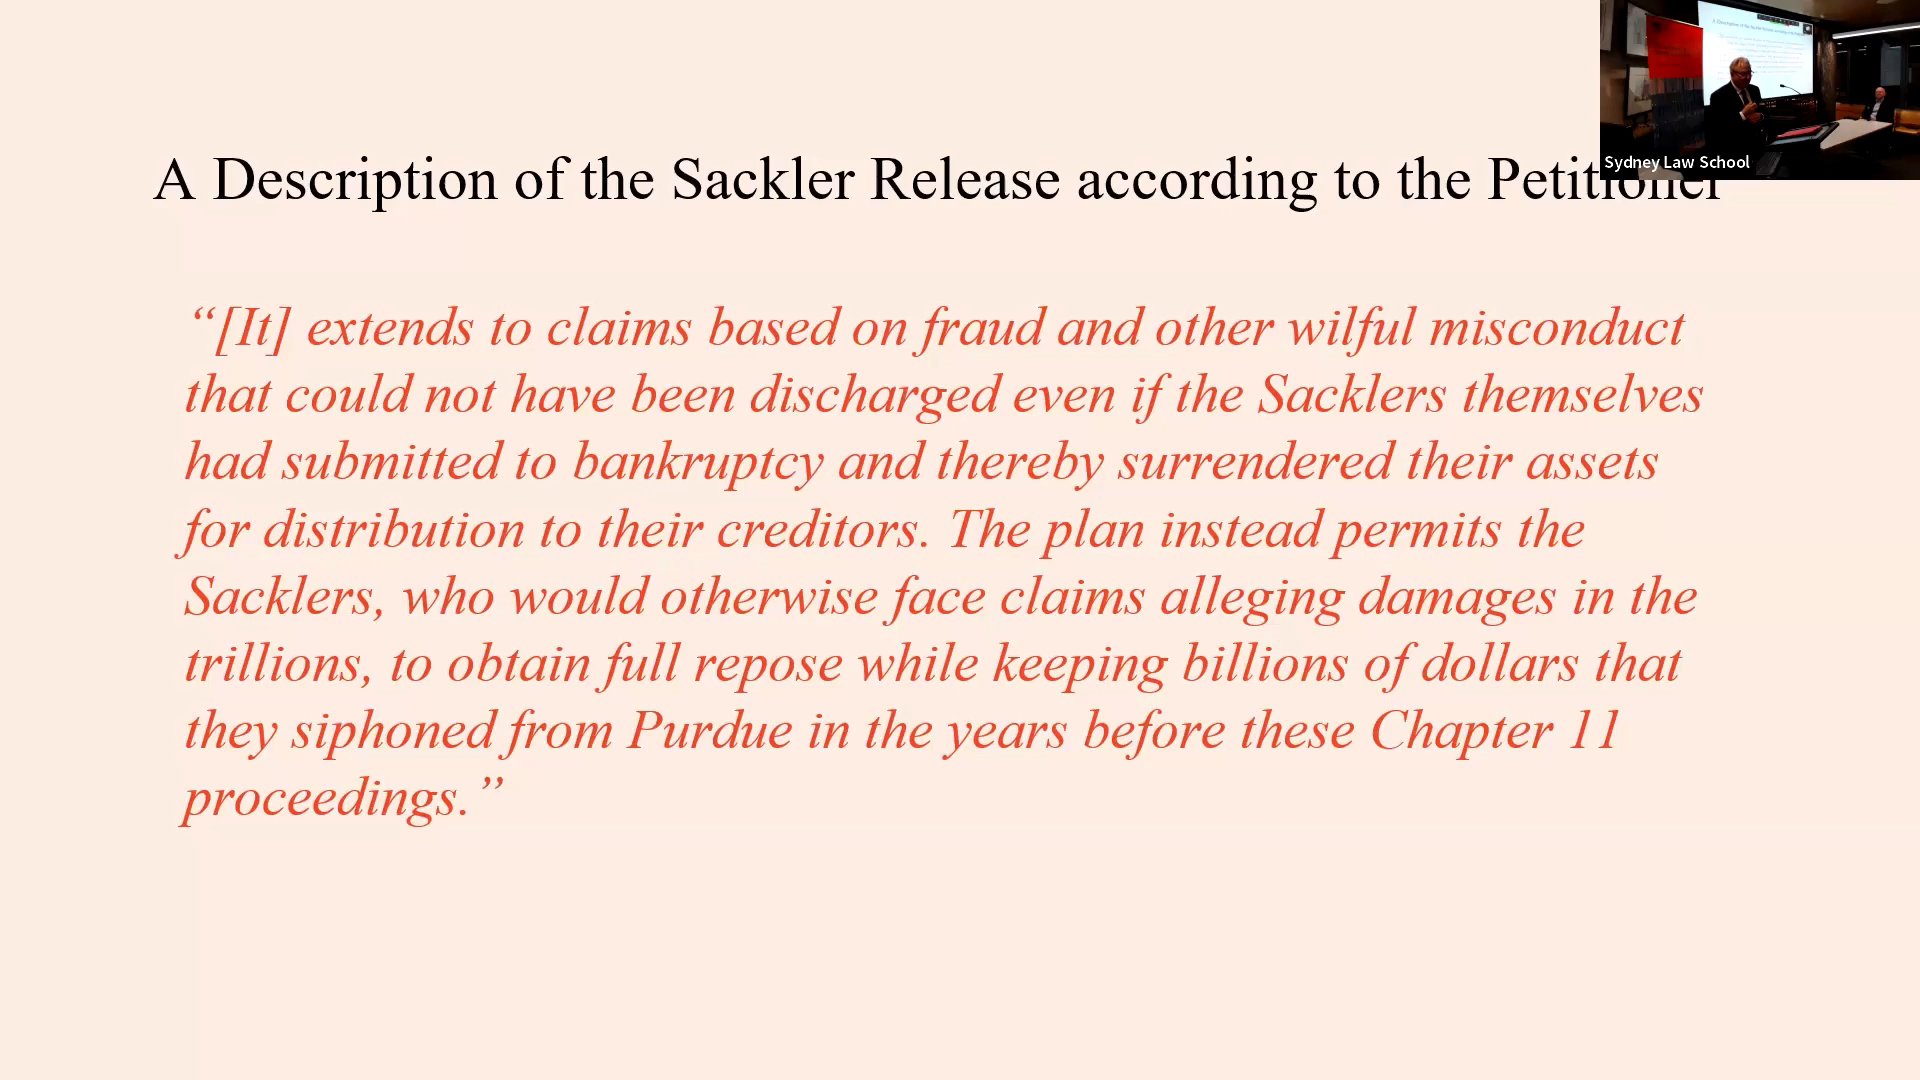 A Description of the Sackler Release according to the Petitioner
Sydney Law School
“[It] extends to claims based on fraud and other wilful misconduct
that could not have been discharged even if the Sacklers themselves
had submitted to bankruptcy and thereby surrendered their assets
for distribution to their creditors. The plan instead permits the
Sacklers, who would otherwise face claims alleging damages in the
trillions, to obtain full repose while keeping billions of dollars that
they siphoned from Purdue in the years before these Chapter 11
proceedings.”